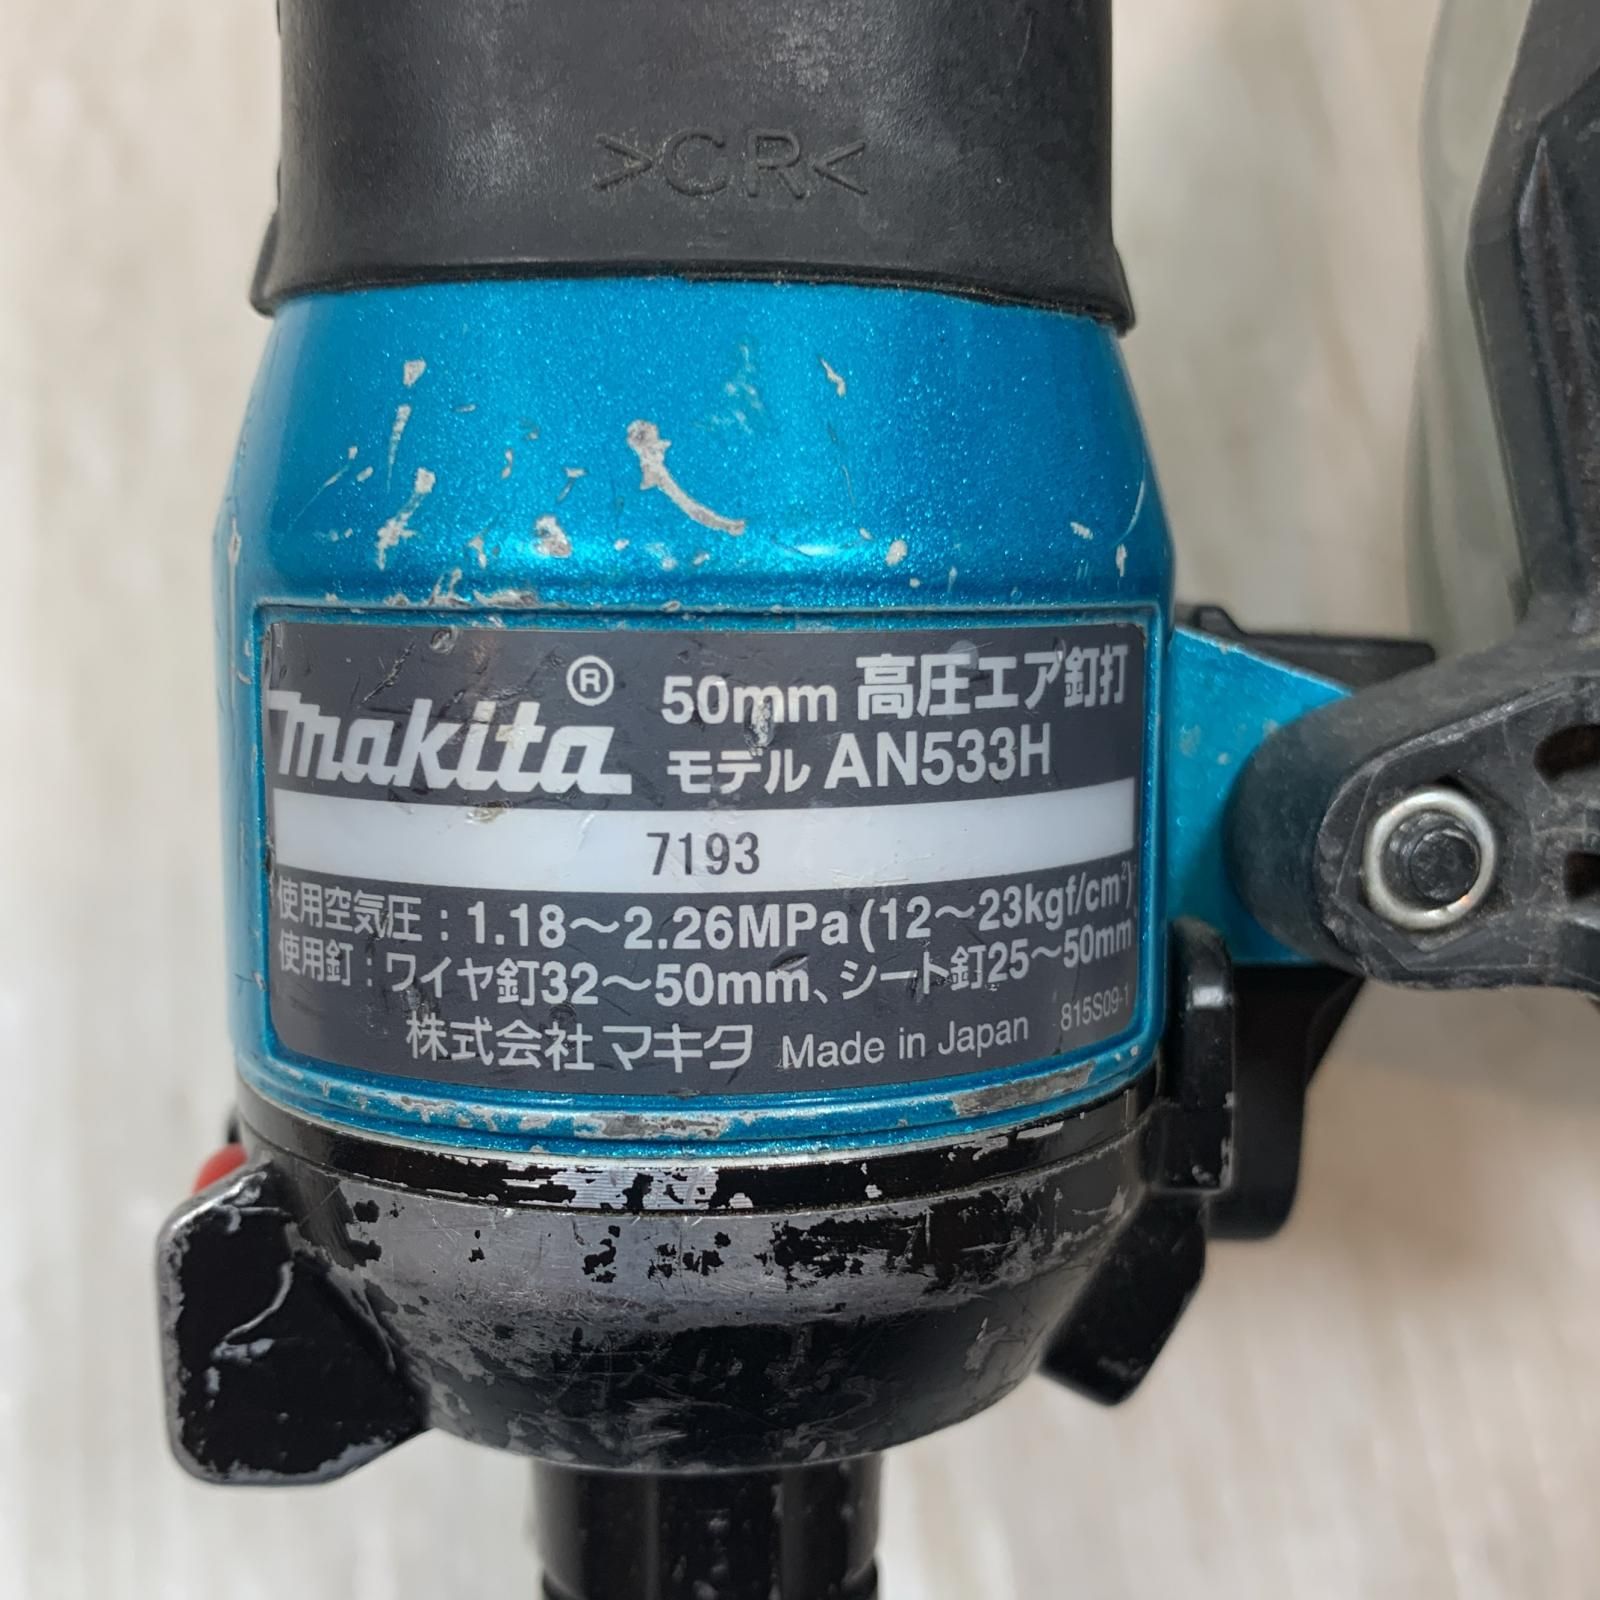 >CR<
makita® 50mm 高圧エア釘打
モデル AN533H
7193
使用空気圧：1.18～2.26MPa(12～23kgf/cm²)
使用釘：ワイヤ釘32～50mm、シート釘25～50mm
株式会社 マキタ Made in Japan 815S09-1